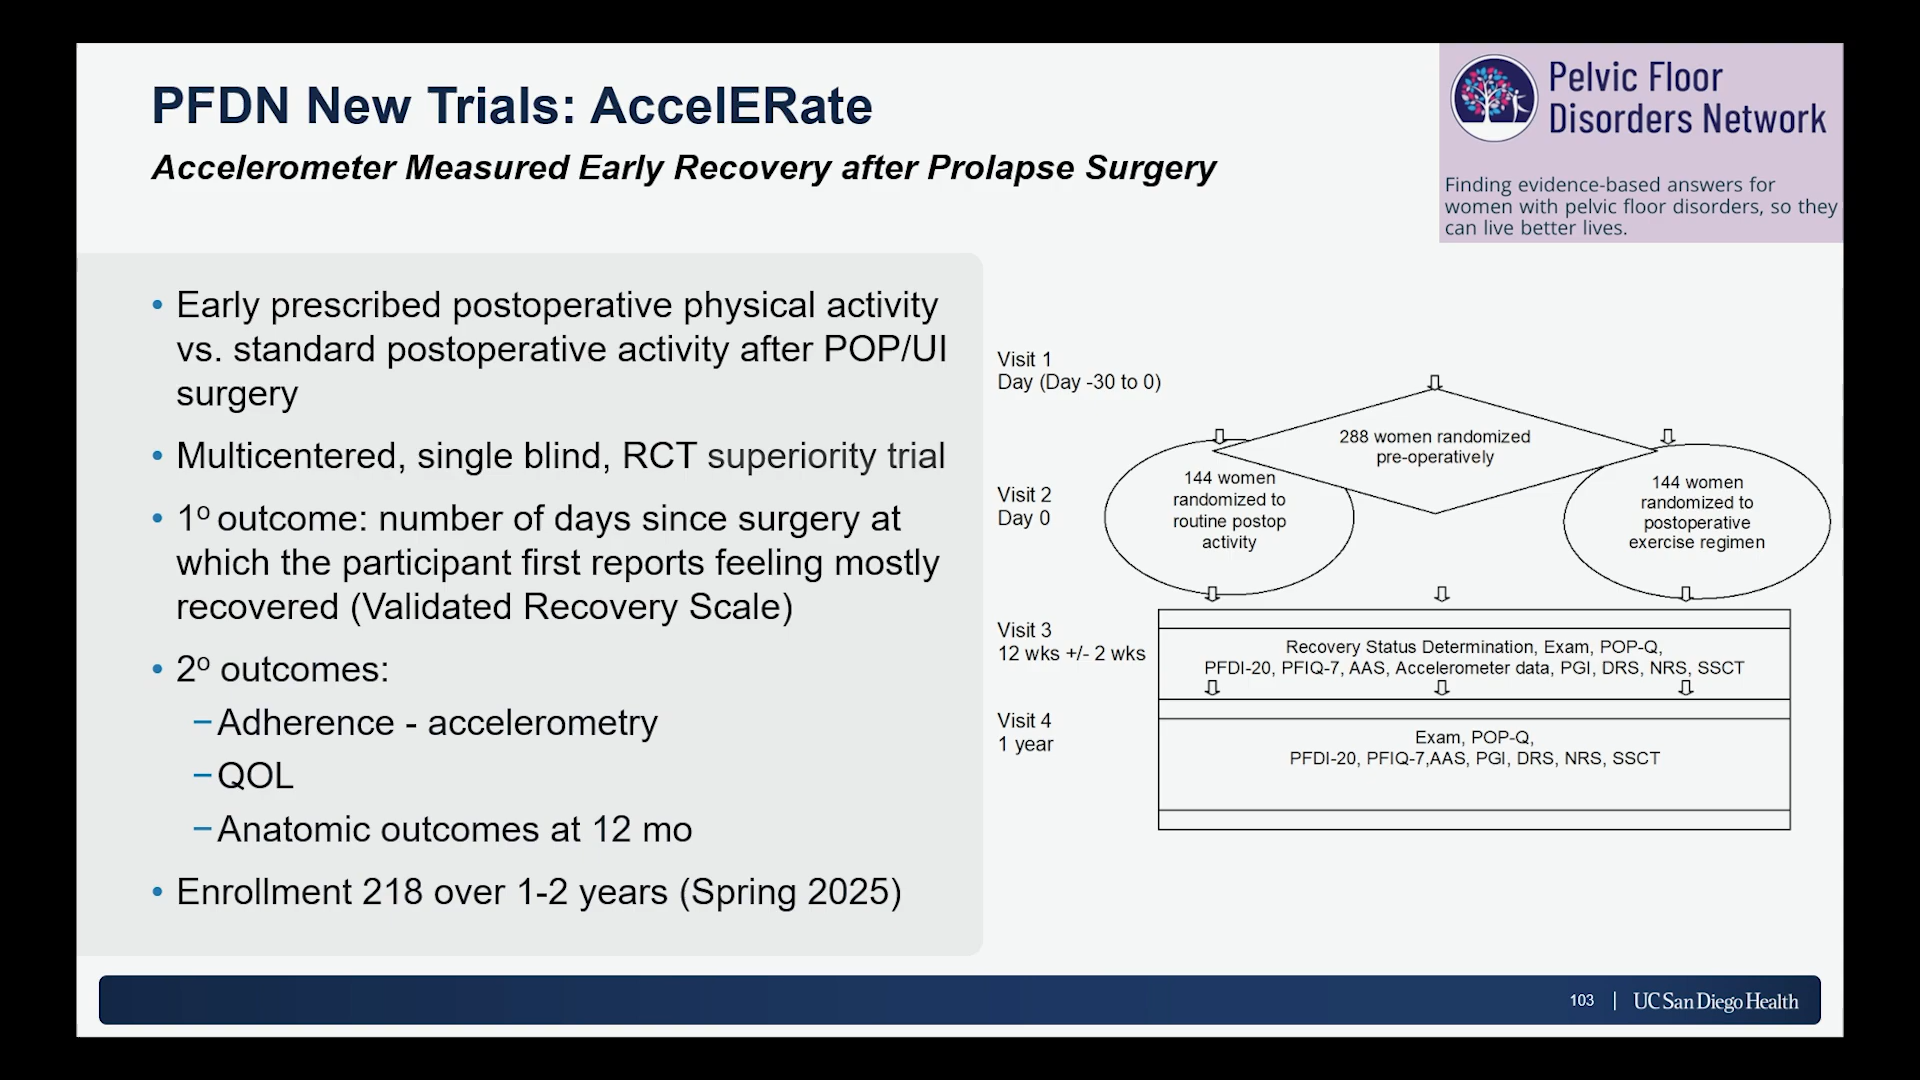 PFDN New Trials: AccelERate
Accelerometer Measured Early Recovery after Prolapse Surgery
Pelvic Floor
Disorders Network
Finding evidence-based answers for
women with pelvic floor disorders, so they
can live better lives.
• Early prescribed postoperative physical activity
vs. standard postoperative activity after POP/UI
surgery
• Multicentered, single blind, RCT superiority trial
• 1º outcome: number of days since surgery at
which the participant first reports feeling mostly
recovered (Validated Recovery Scale)
• 2º outcomes:
–Adherence - accelerometry
–QOL
–Anatomic outcomes at 12 mo
• Enrollment 218 over 1-2 years (Spring 2025)
Visit 1
Day (Day -30 to 0)
288 women randomized
pre-operatively
Visit 2
Day 0
144 women
randomized to
routine postop
activity
144 women
randomized to
postoperative
exercise regimen
Visit 3
12 wks +/- 2 wks
Recovery Status Determination, Exam, POP-Q,
PFDI-20, PFIQ-7, AAS, Accelerometer data, PGI, DRS, NRS, SSCT
Visit 4
1 year
Exam, POP-Q,
PFDI-20, PFIQ-7,AAS, PGI, DRS, NRS, SSCT
103 | UC San Diego Health